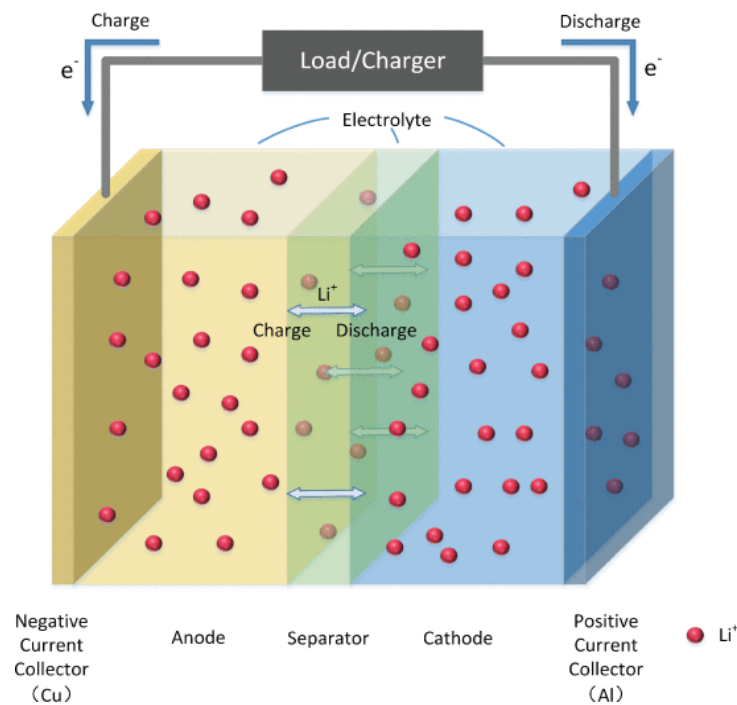 Charge
Discharge
e⁻
Load/Charger
e⁻
Electrolyte
Li⁺
Charge
Discharge
Negative
Current
Collector
（Cu）
Anode
Separator
Cathode
Positive
Current
Collector
（Al）
Li⁺